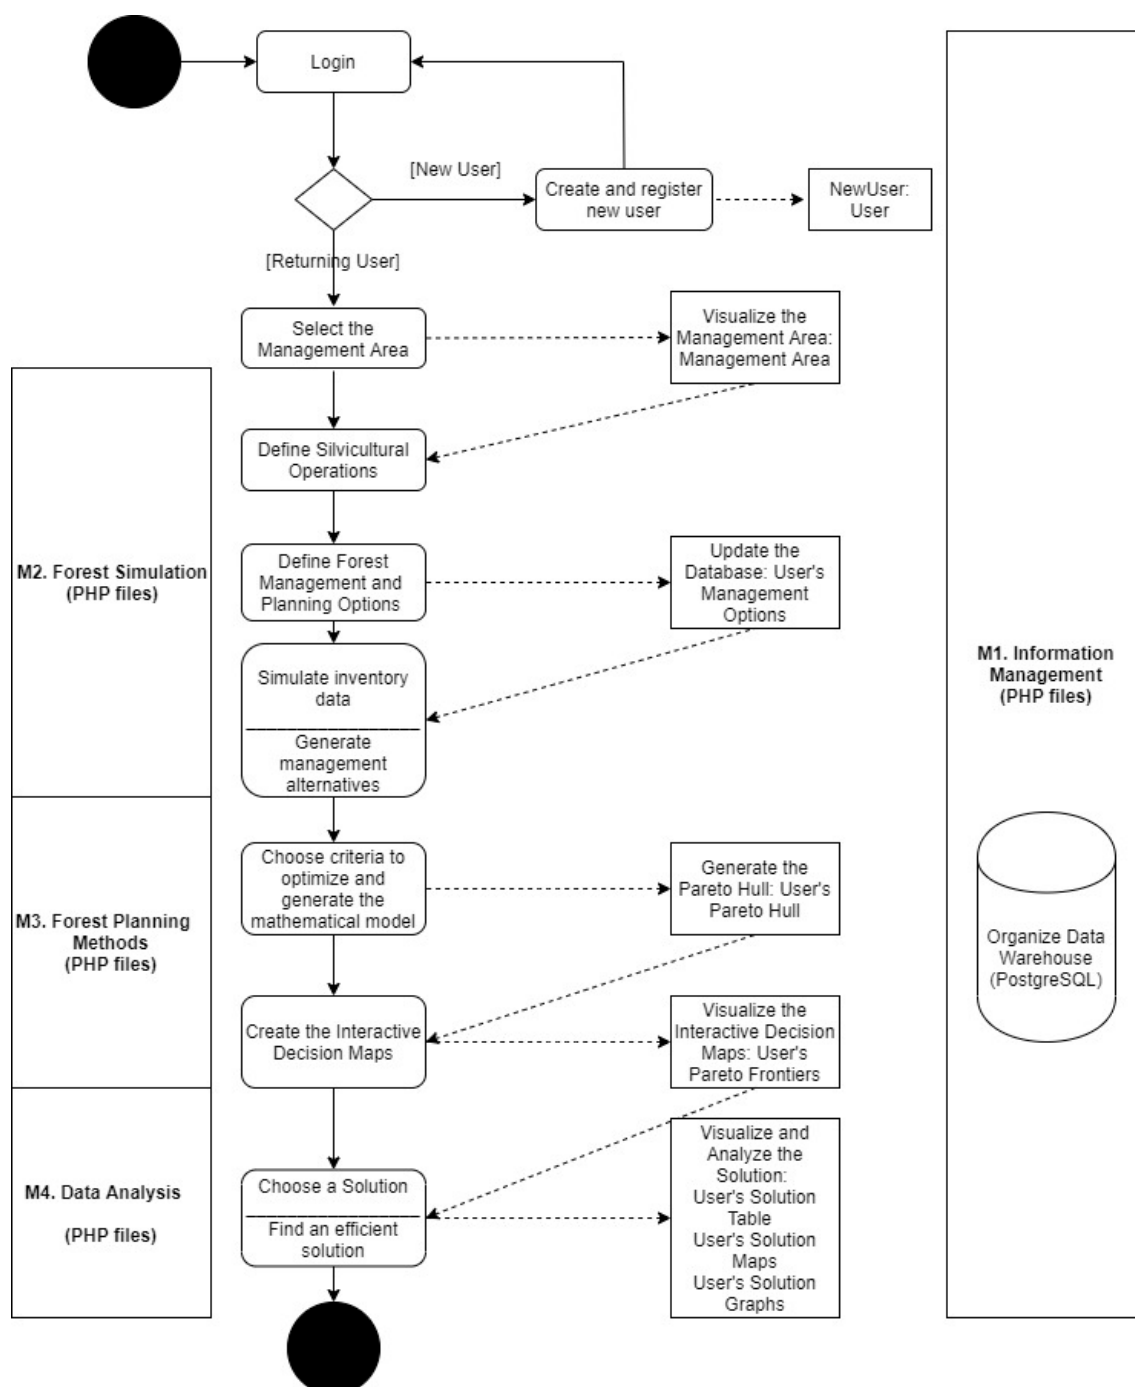 Login
[New User]
Create and register
new user
NewUser:
User
[Returning User]
Select the
Management Area
Visualize the
Management Area:
Management Area
Define Silvicultural
Operations
M2. Forest Simulation
(PHP files)
Define Forest
Management and
Planning Options
Update the
Database: User's
Management
Options
Simulate inventory
data
Generate
management
alternatives
M1. Information
Management
(PHP files)
M3. Forest Planning
Methods
(PHP files)
Choose criteria to
optimize and
generate the
mathematical model
Generate the
Pareto Hull: User's
Pareto Hull
Organize Data
Warehouse
(PostgreSQL)
Create the Interactive
Decision Maps
Visualize the
Interactive Decision
Maps: User's
Pareto Frontiers
M4. Data Analysis
(PHP files)
Choose a Solution
Find an efficient
solution
Visualize and
Analyze the
Solution:
User's Solution
Table
User's Solution
Maps
User's Solution
Graphs